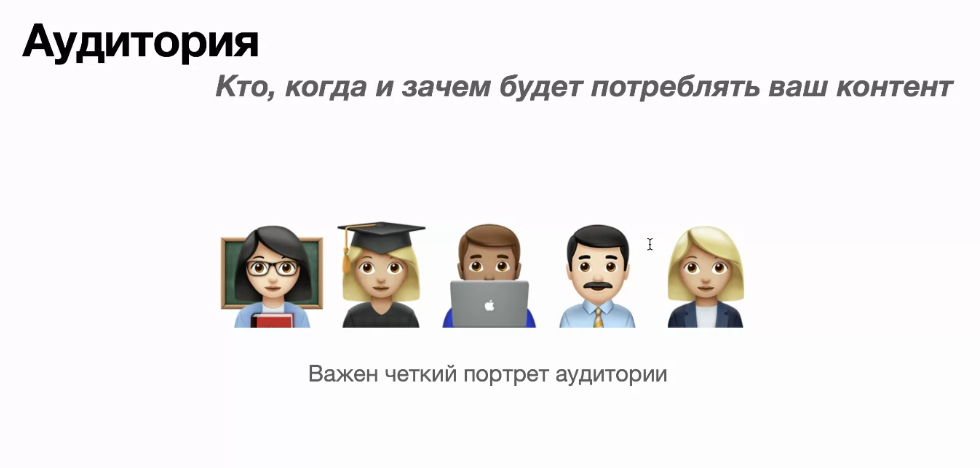 Аудитория
Кто, когда и зачем будет потреблять ваш контент
Важен четкий портрет аудитории